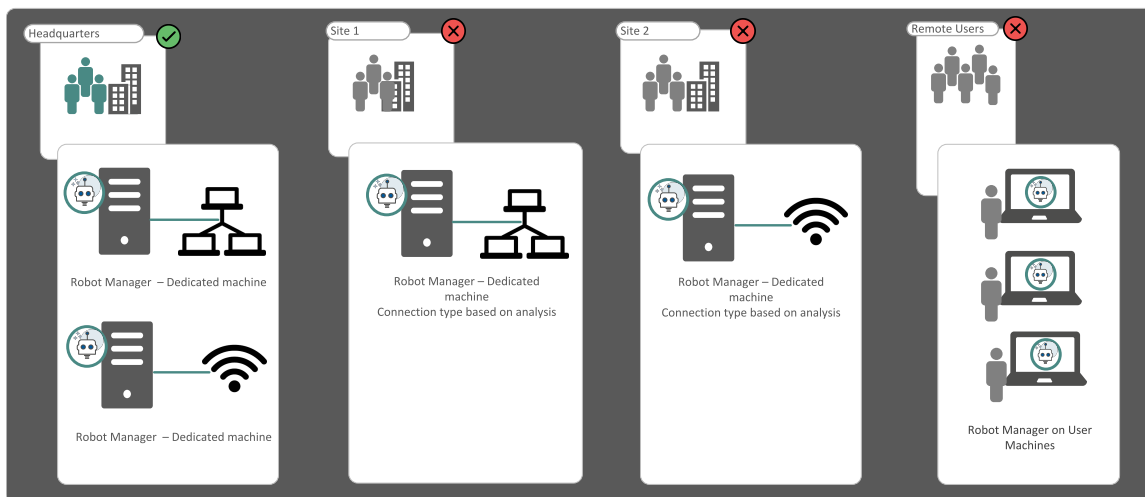 Headquarters
Robot Manager – Dedicated machine
Robot Manager – Dedicated machine
Site 1
Robot Manager – Dedicated
machine
Connection type based on analysis
Site 2
Robot Manager – Dedicated
machine
Connection type based on analysis
Remote Users
Robot Manager on User
Machines